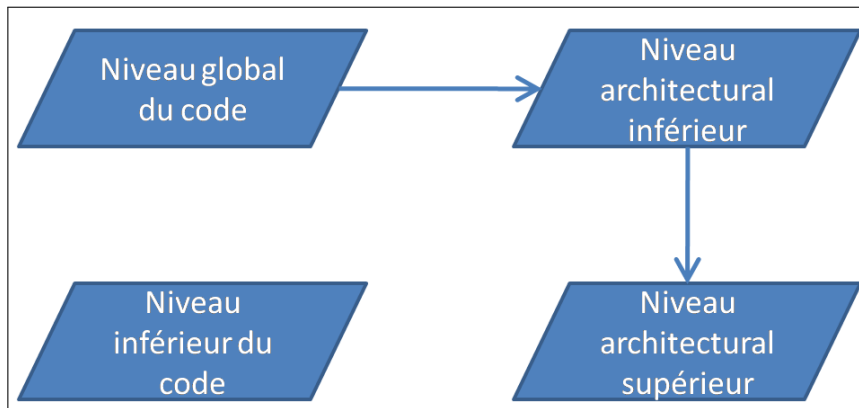 Niveau global
du code
Niveau
architectural
inférieur
Niveau
inférieur du
code
Niveau
architectural
supérieur